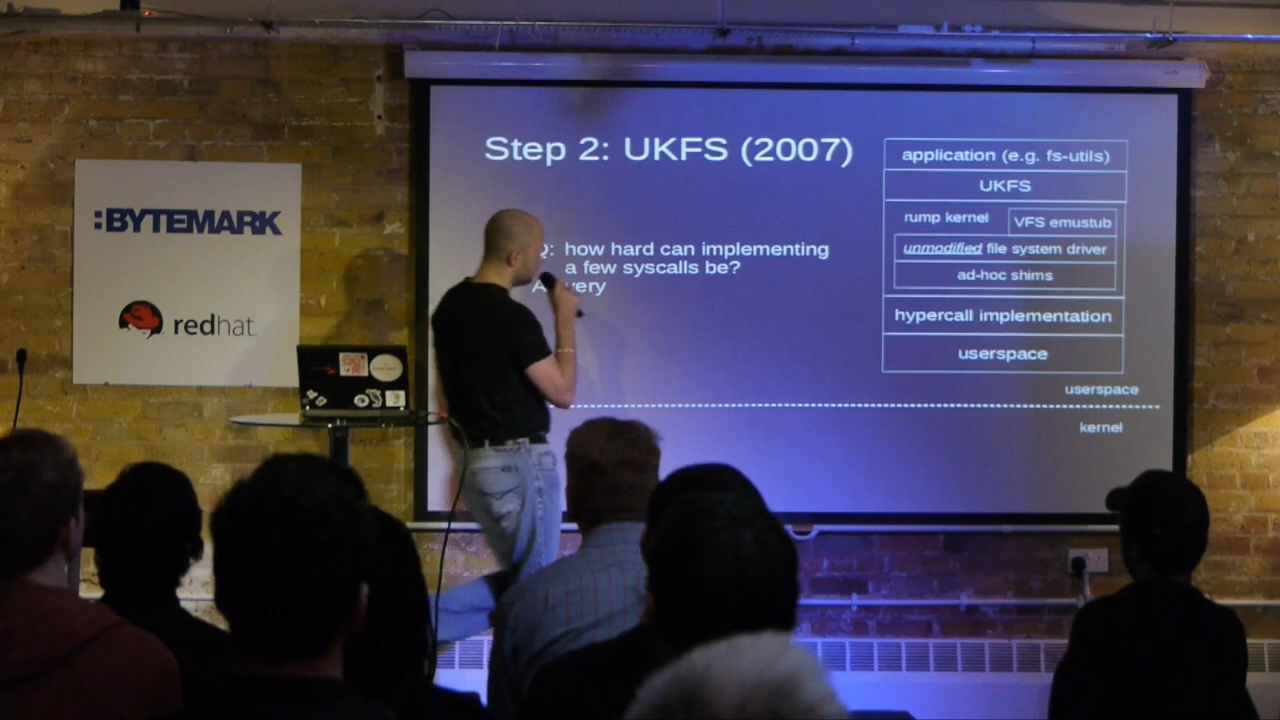 :BYTEMARK
redhat.
Step 2: UKFS (2007)
Q: how hard can implementing
a few syscalls be?
A: very
application (e.g. fs-utils)
UKFS
rump kernel
VFS emustub
unmodified file system driver
ad-hoc shims
hypercall implementation
userspace
userspace
kernel